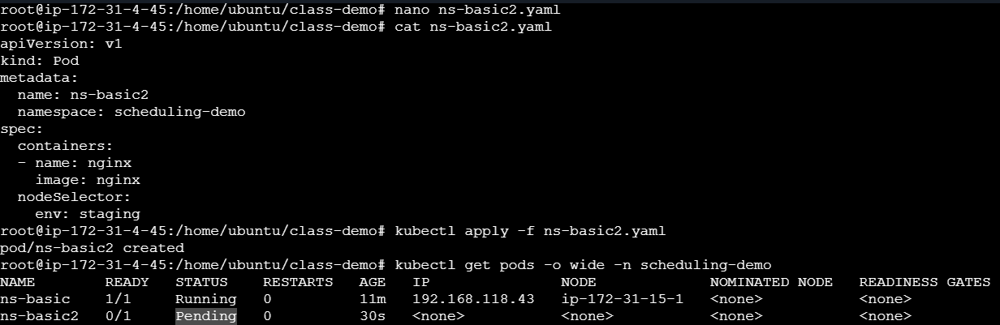 root@ip-172-31-4-45:/home/ubuntu/class-demo# nano ns-basic2.yaml
root@ip-172-31-4-45:/home/ubuntu/class-demo# cat ns-basic2.yaml
apiVersion: v1
kind: Pod
metadata:
  name: ns-basic2
  namespace: scheduling-demo
spec:
  containers:
  - name: nginx
    image: nginx
  nodeSelector:
    env: staging
root@ip-172-31-4-45:/home/ubuntu/class-demo# kubectl apply -f ns-basic2.yaml
pod/ns-basic2 created
root@ip-172-31-4-45:/home/ubuntu/class-demo# kubectl get pods -o wide -n scheduling-demo
NAME        READY   STATUS    RESTARTS   AGE   IP               NODE             NOMINATED NODE   READINESS GATES
ns-basic    1/1     Running   0          11m   192.168.118.43   ip-172-31-15-1   <none>           <none>
ns-basic2   0/1     Pending   0          30s   <none>           <none>           <none>           <none>